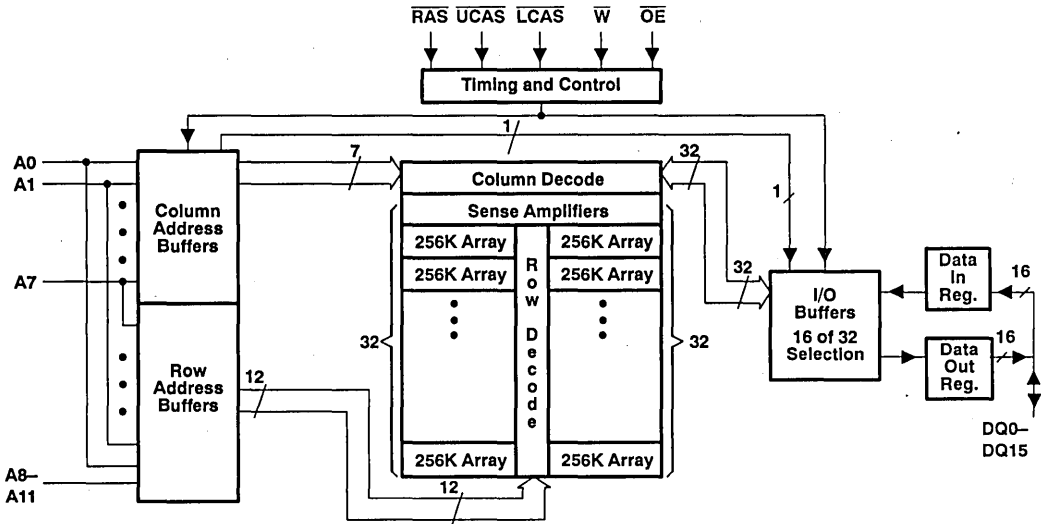 RAS UCAS LCAS W OE
Timing and Control
1
A0
A1
A7
A8–
A11
Column
Address
Buffers
Row
Address
Buffers
7
12
12
Column Decode
Sense Amplifiers
256K Array
256K Array
256K Array
256K Array
256K Array
256K Array
Row Decode
32
32
32
32
1
I/O
Buffers
16 of 32
Selection
Data
In
Reg.
16
Data
Out
Reg.
16
DQ0–
DQ15